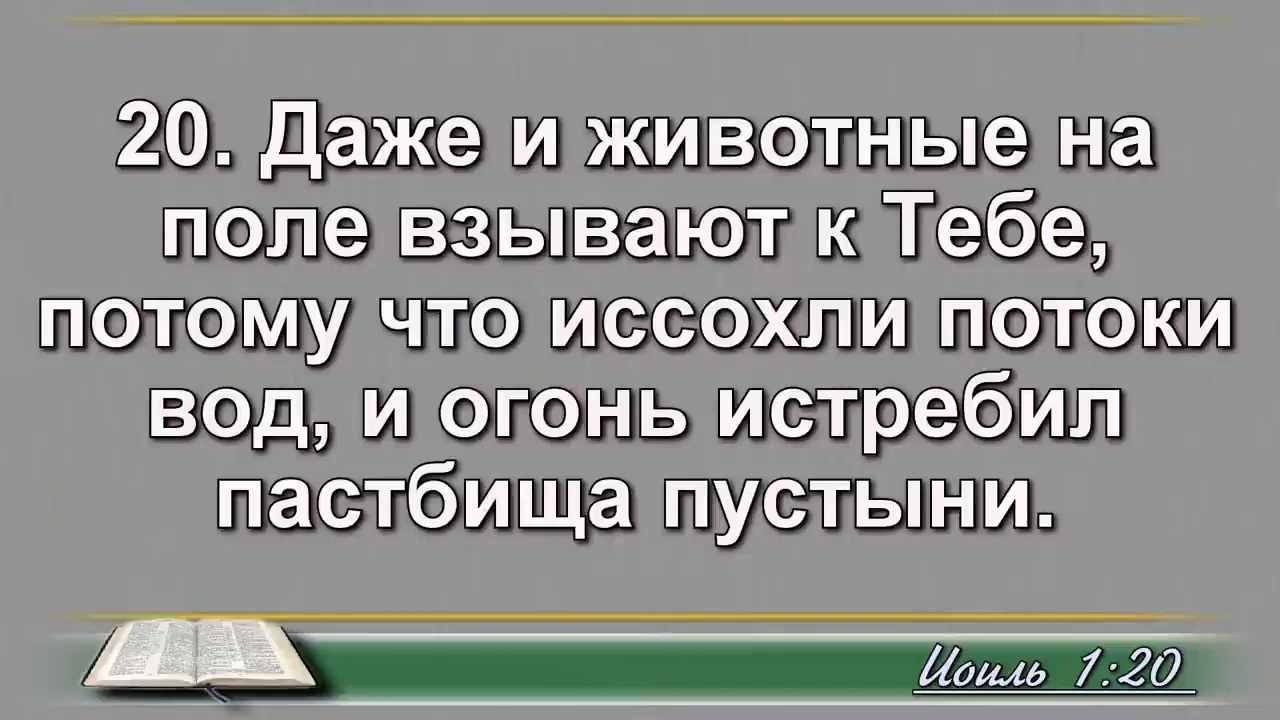 20. Даже и животные на
поле взывают к Тебе,
потому что иссохли потоки
вод, и огонь истребил
пастбища пустыни.
Иоиль 1:20